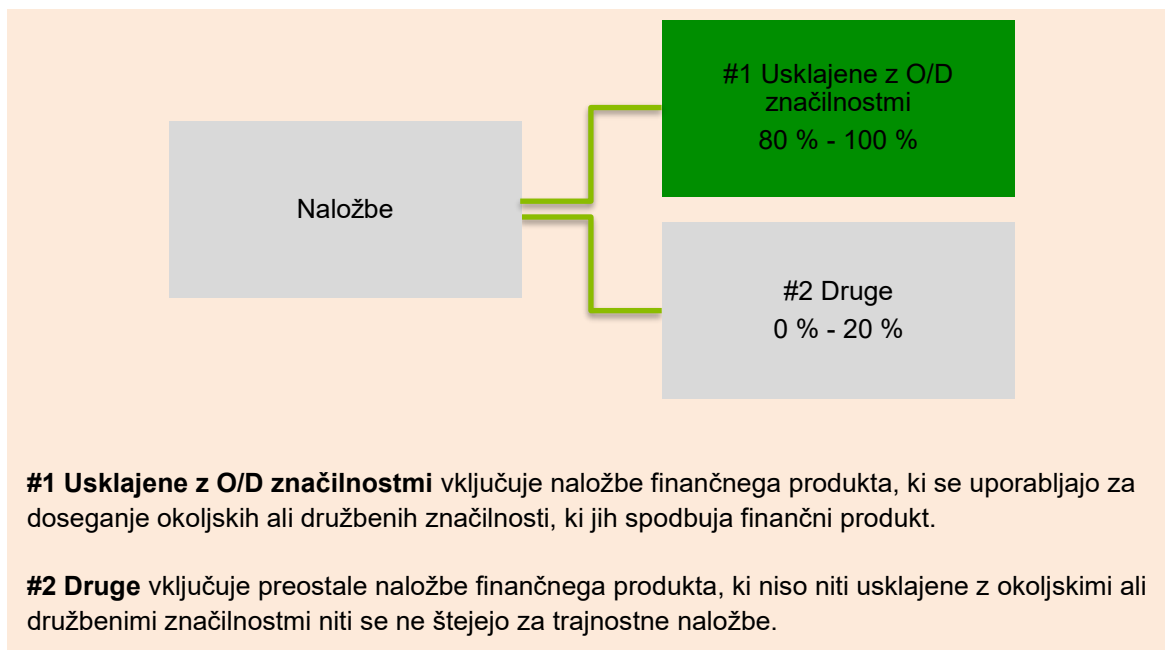 #1 Usklajene z O/D
značilnostmi
80 % - 100 %
Naložbe
#2 Druge
0 % - 20 %
#1 Usklajene z O/D značilnostmi vključuje naložbe finančnega produkta, ki se uporabljajo za
doseganje okoljskih ali družbenih značilnosti, ki jih spodbuja finančni produkt.
#2 Druge vključuje preostale naložbe finančnega produkta, ki niso niti usklajene z okoljskimi ali
družbenimi značilnostmi niti se ne štejejo za trajnostne naložbe.